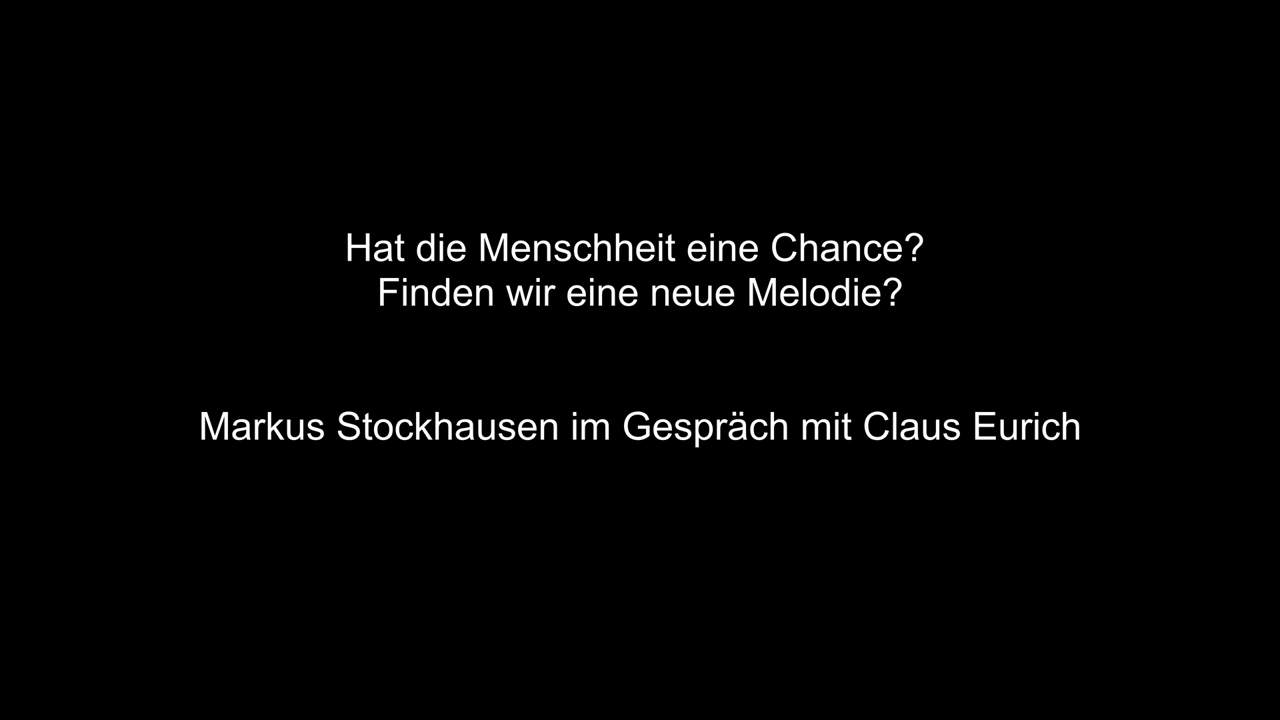 Hat die Menschheit eine Chance?
Finden wir eine neue Melodie?
Markus Stockhausen im Gespräch mit Claus Eurich